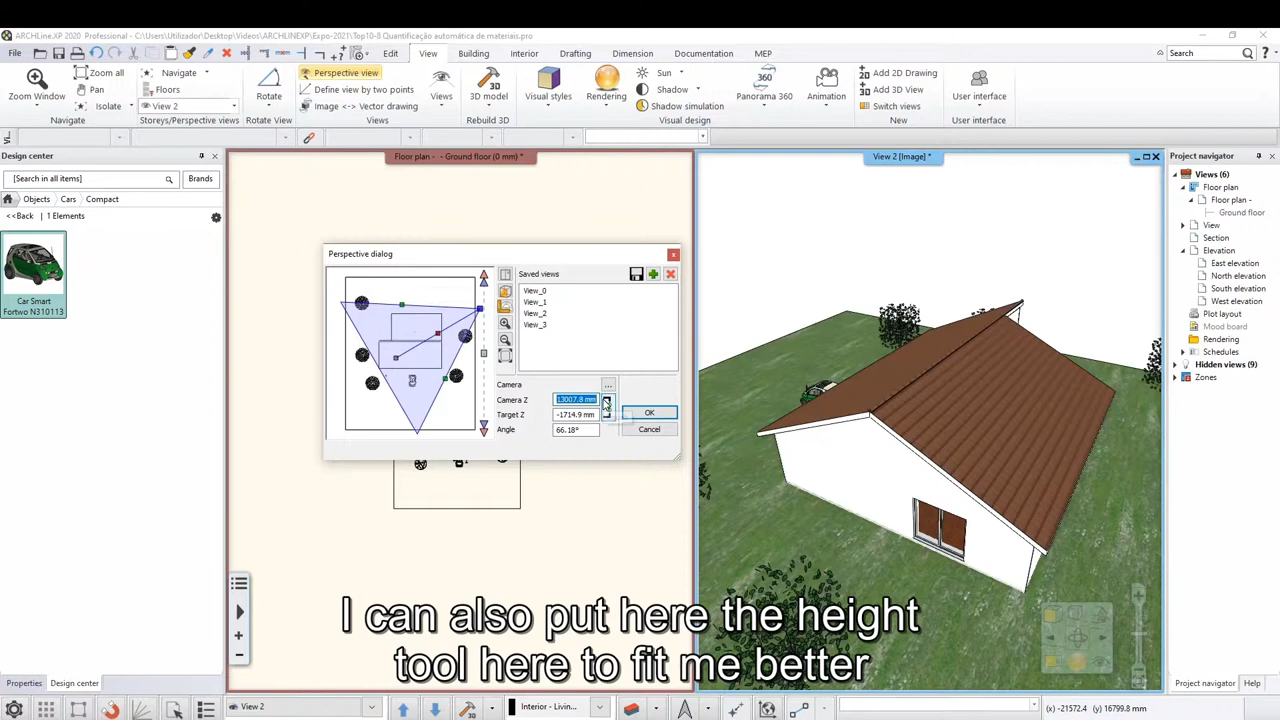 ARCHLine.XP 2020 - C:\Users\Utilizador\Desktop\Videos\ARCHLINEXP\Expo-2021\Top10-8 Quantificação automática de materiais.pro
File
Edit
View
Building
Interior
Drafting
Dimension
Documentation
MEP
Search
Zoom Window
Zoom all
Pan
Isolate
Navigate
Navigate
Floors
View 2
Storeys/Perspective views
Rotate
Rotate View
Perspective view
Define view by two points
Image <-> Vector drawing
Views
Views
3D model
Rebuild 3D
Visual styles
Rendering
Sun
Shadow
Shadow simulation
Visual design
Panorama 360
Animation
Add 2D Drawing
Add 3D View
Switch views
New
User interface
User interface
Design center
[Search in all items]
Brands
Objects
Cars
Compact
<<Back
1 Elements
Car Smart
Fortwo N310113
Floor plan - - Ground floor (0 mm) *
View 2 [Image] *
Perspective dialog
Saved views
View_0
View_1
View_2
View_3
Camera
...
Camera Z
13007.8 mm
Target Z
-1714.9 mm
Angle
66.18°
OK
Cancel
Project navigator
Views (6)
Floor plan
Floor plan -
Ground floor
View
Section
Elevation
East elevation
North elevation
South elevation
West elevation
Plot layout
Mood board
Rendering
Schedules
Hidden views (9)
Zones
I can also put here the height
tool here to fit me better
Properties
Design center
Project navigator
Help
View 2
Interior - Livin...
(x) -21572.4
(y) 16799.8 mm